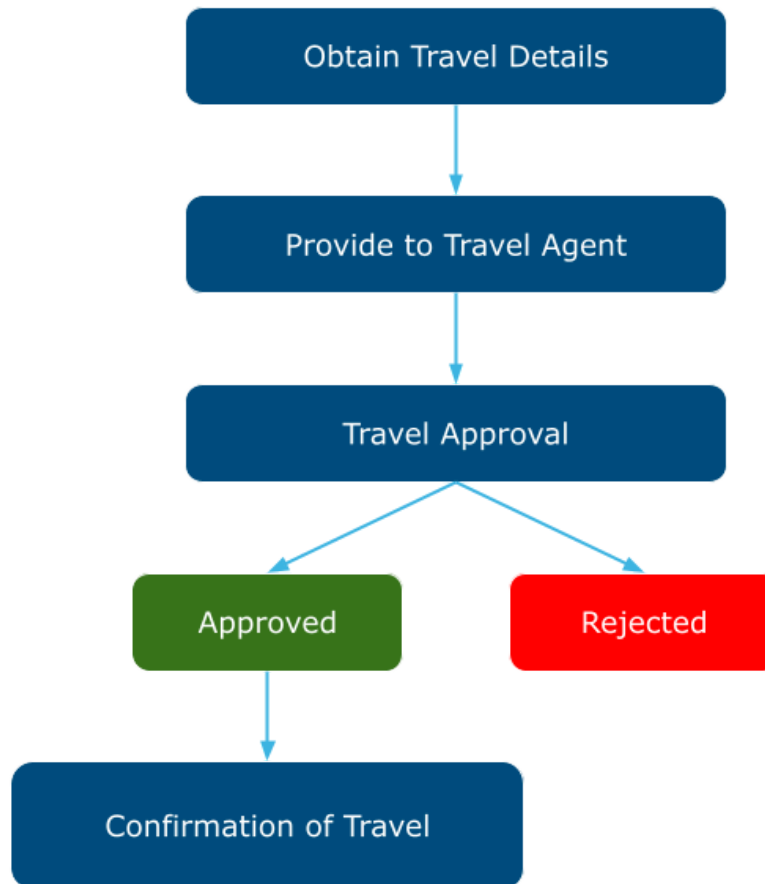 Obtain Travel Details
Provide to Travel Agent
Travel Approval
Approved
Rejected
Confirmation of Travel